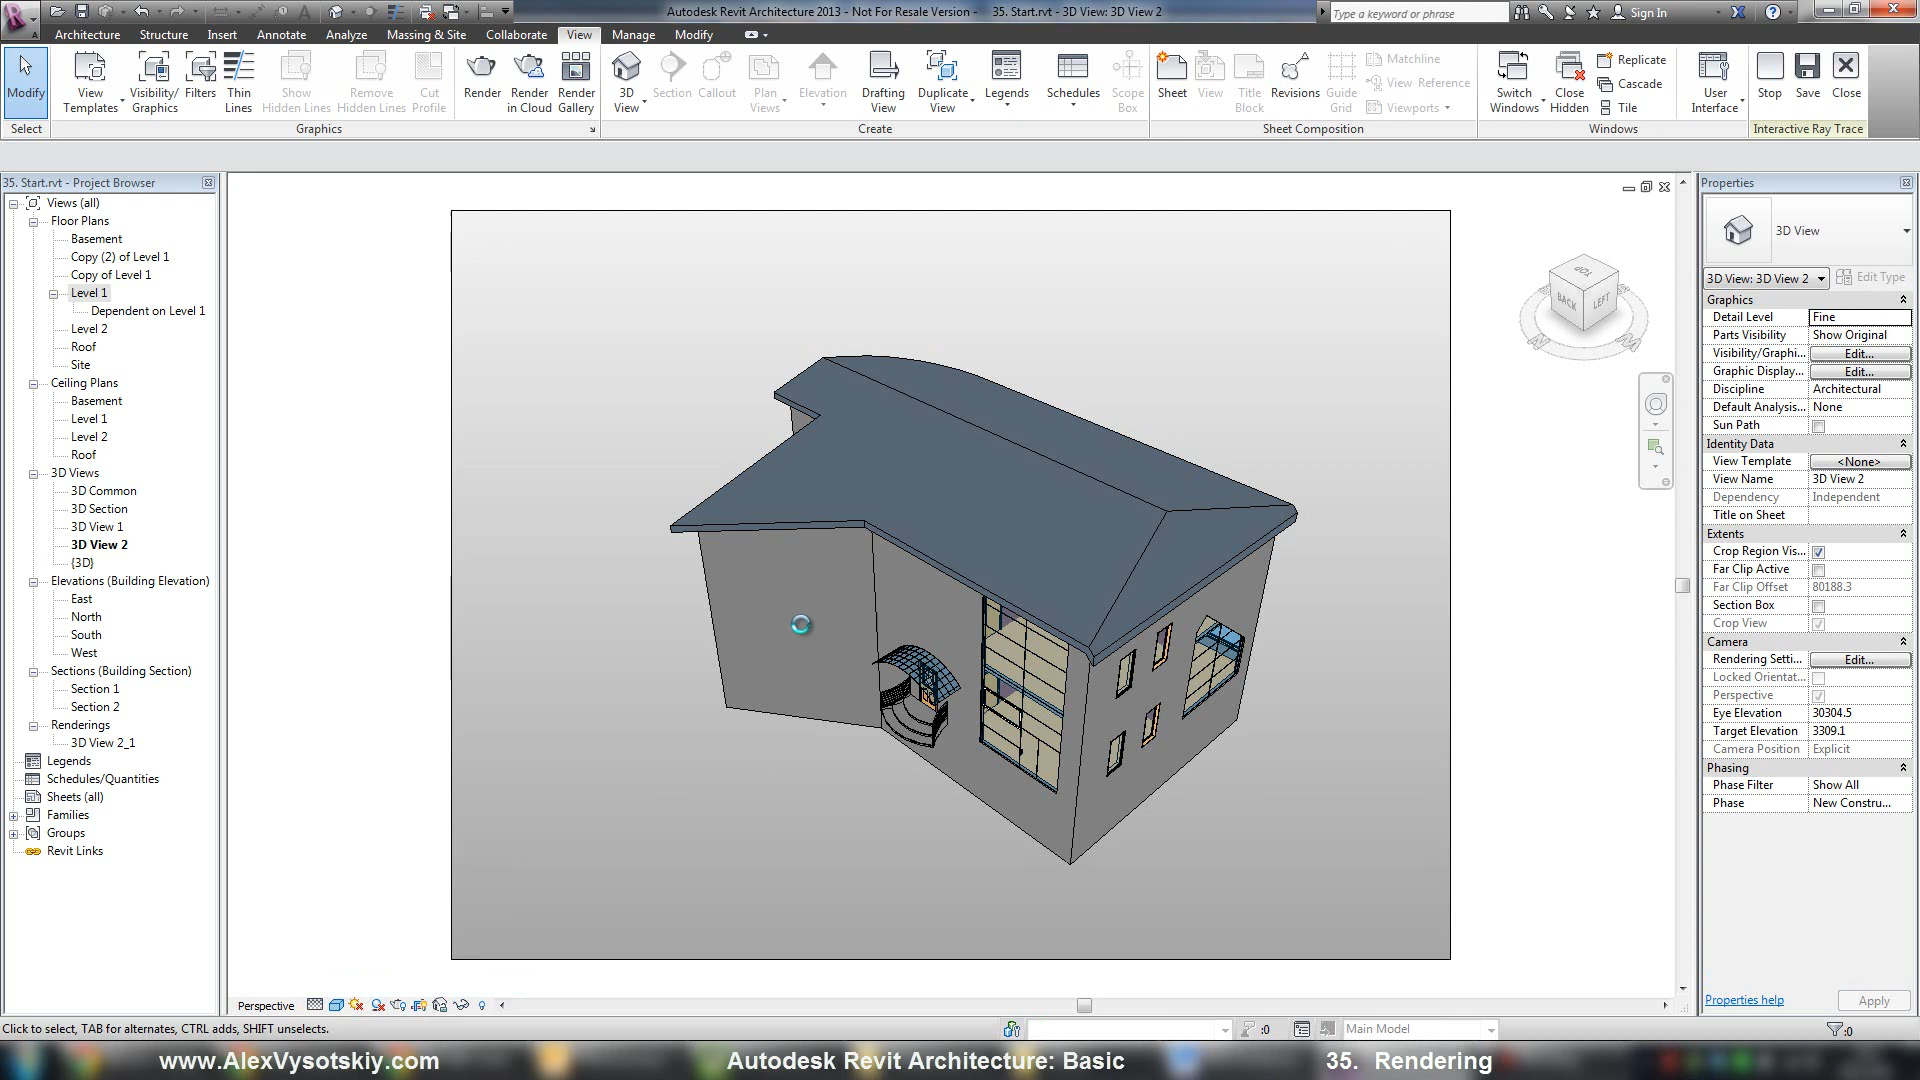 Autodesk Revit Architecture 2013 - Not For Resale Version -    35. Start.rvt - 3D View: 3D View 2
Type a keyword or phrase
Sign In
Architecture Structure Insert Annotate Analyze Massing & Site Collaborate View Manage Modify
Modify
View Templates
Visibility/ Graphics
Filters
Thin Lines
Show Hidden Lines
Remove Hidden Lines
Cut Profile
Render
Render in Cloud
Render Gallery
3D View
Section
Callout
Plan Views
Elevation
Drafting View
Duplicate View
Legends
Schedules
Scope Box
Sheet
View
Title Block
Revisions
Guide Grid
Matchline
View Reference
Viewports
Switch Windows
Close Hidden
Replicate
Cascade
Tile
User Interface
Stop
Save
Close
Select
Graphics
Create
Sheet Composition
Windows
Interactive Ray Trace
35. Start.rvt - Project Browser
Views (all)
Floor Plans
Basement
Copy (2) of Level 1
Copy of Level 1
Level 1
Dependent on Level 1
Level 2
Roof
Site
Ceiling Plans
Basement
Level 1
Level 2
Roof
3D Views
3D Common
3D Section
3D View 1
3D View 2
{3D}
Elevations (Building Elevation)
East
North
South
West
Sections (Building Section)
Section 1
Section 2
Renderings
3D View 2_1
Legends
Schedules/Quantities
Sheets (all)
Families
Groups
Revit Links
TOP
BACK
LEFT
Properties
3D View
3D View: 3D View 2
Edit Type
Graphics
Detail Level Fine
Parts Visibility Show Original
Visibility/Graphi... Edit...
Graphic Display... Edit...
Discipline Architectural
Default Analysis... None
Sun Path
Identity Data
View Template <None>
View Name 3D View 2
Dependency Independent
Title on Sheet
Extents
Crop Region Vis...
Far Clip Active
Far Clip Offset 80188.3
Section Box
Crop View
Camera
Rendering Setti... Edit...
Locked Orientat...
Perspective
Eye Elevation 30304.5
Target Elevation 3309.1
Camera Position Explicit
Phasing
Phase Filter Show All
Phase New Constru...
Properties help
Apply
Perspective
Click to select, TAB for alternates, CTRL adds, SHIFT unselects.
:0
Main Model
:0
www.AlexVysotskiy.com
Autodesk Revit Architecture: Basic
35. Rendering